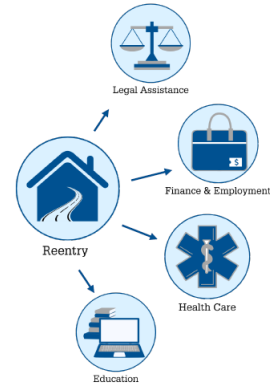 Legal Assistance
$
Finance & Employment
Reentry
Health Care
Education